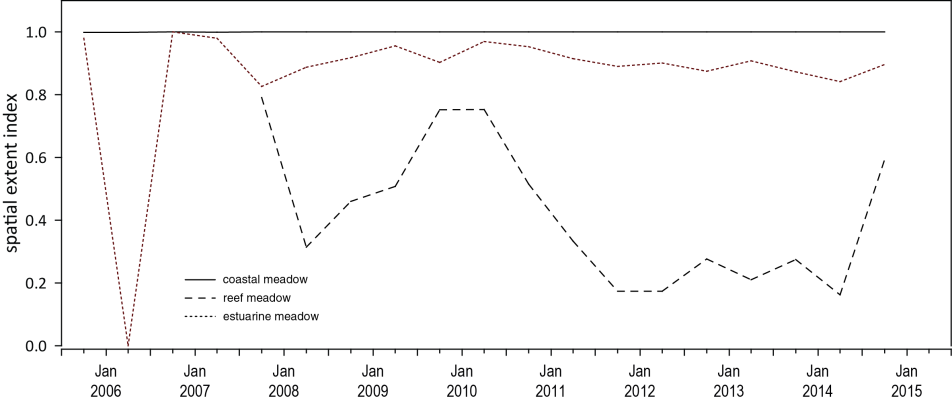 spatial extent index
1.0
0.8
0.6
0.4
0.2
0.0
coastal meadow
reef meadow
estuarine meadow
Jan Jan Jan Jan Jan Jan Jan Jan Jan Jan
2006 2007 2008 2009 2010 2011 2012 2013 2014 2015